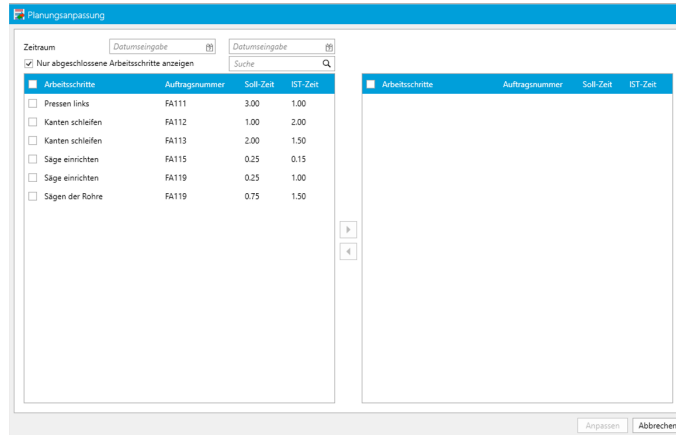 Planungsanpassung
Zeitraum Datumseingabe Datumseingabe
Nur abgeschlossene Arbeitsschritte anzeigen Suche
Arbeitsschritte Auftragsnummer Soll-Zeit IST-Zeit Arbeitsschritte Auftragsnummer Soll-Zeit IST-Zeit
Pressen links FA111 3.00 1.00
Kanten schleifen FA112 1.00 2.00
Kanten schleifen FA113 2.00 1.50
Säge einrichten FA115 0.25 0.15
Säge einrichten FA119 0.25 1.00
Sägen der Rohre FA119 0.75 1.50
Anpassen Abbrechen